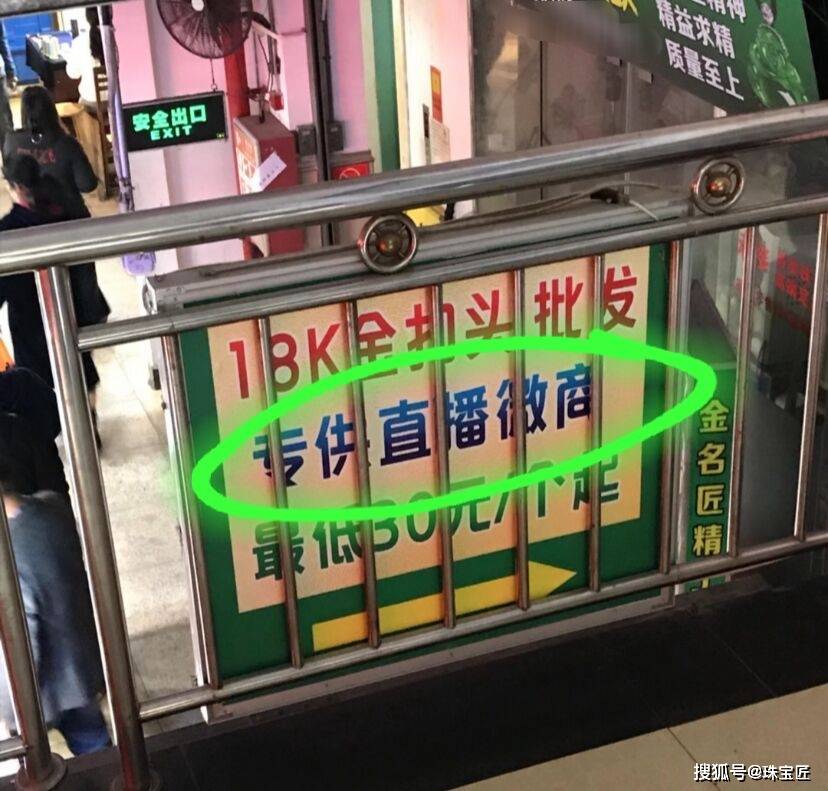 精益求精
质量至上
安全出口
EXIT
18K金扣头 批发
专供直播微商
最低30元/个起
金名匠精
搜狐号@珠宝匠